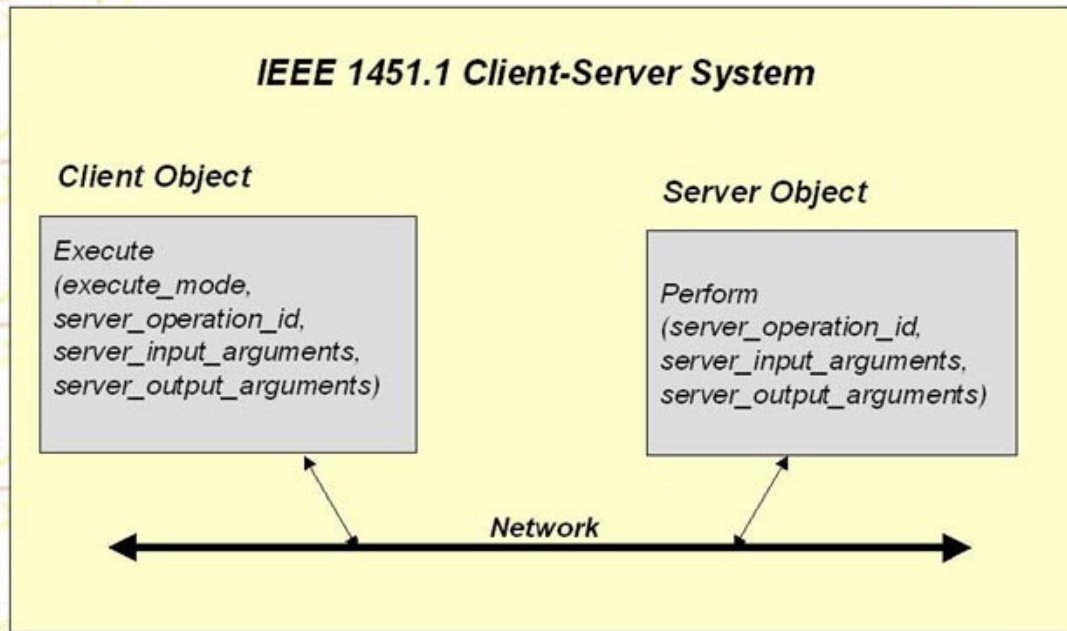 IEEE 1451.1 Client-Server System
Client Object
Execute
(execute_mode,
server_operation_id,
server_input_arguments,
server_output_arguments)
Server Object
Perform
(server_operation_id,
server_input_arguments,
server_output_arguments)
Network